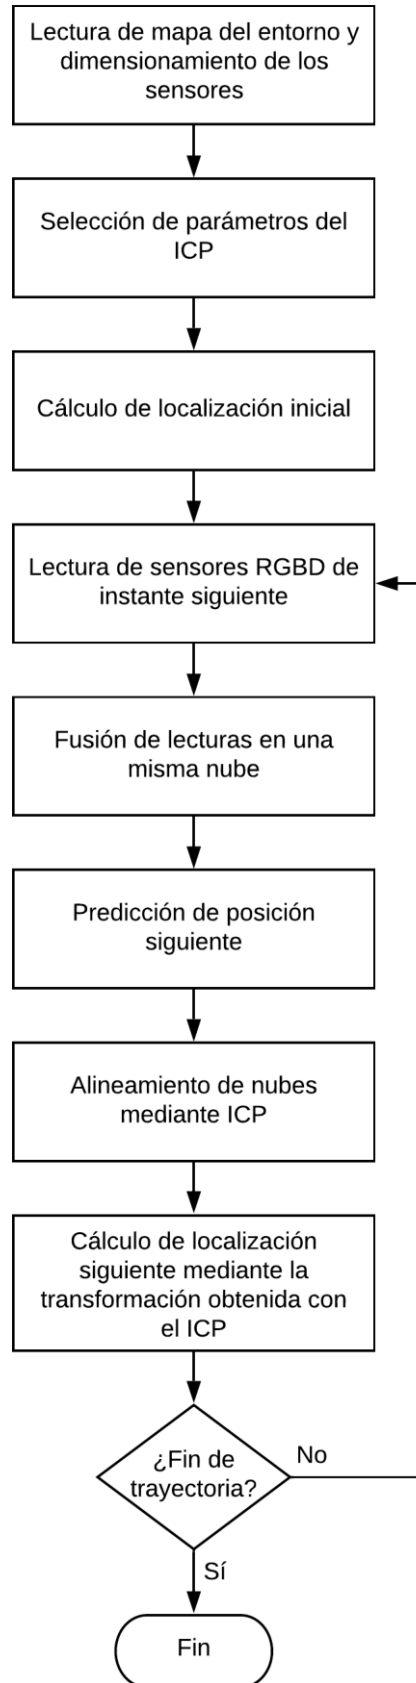 Lectura de mapa del entorno y
dimensionamiento de los
sensores
Selección de parámetros del
ICP
Cálculo de localización inicial
Lectura de sensores RGBD de
instante siguiente
Fusión de lecturas en una
misma nube
Predicción de posición
siguiente
Alineamiento de nubes
mediante ICP
Cálculo de localización
siguiente mediante la
transformación obtenida con
el ICP
¿Fin de
trayectoria?
No
Sí
Fin